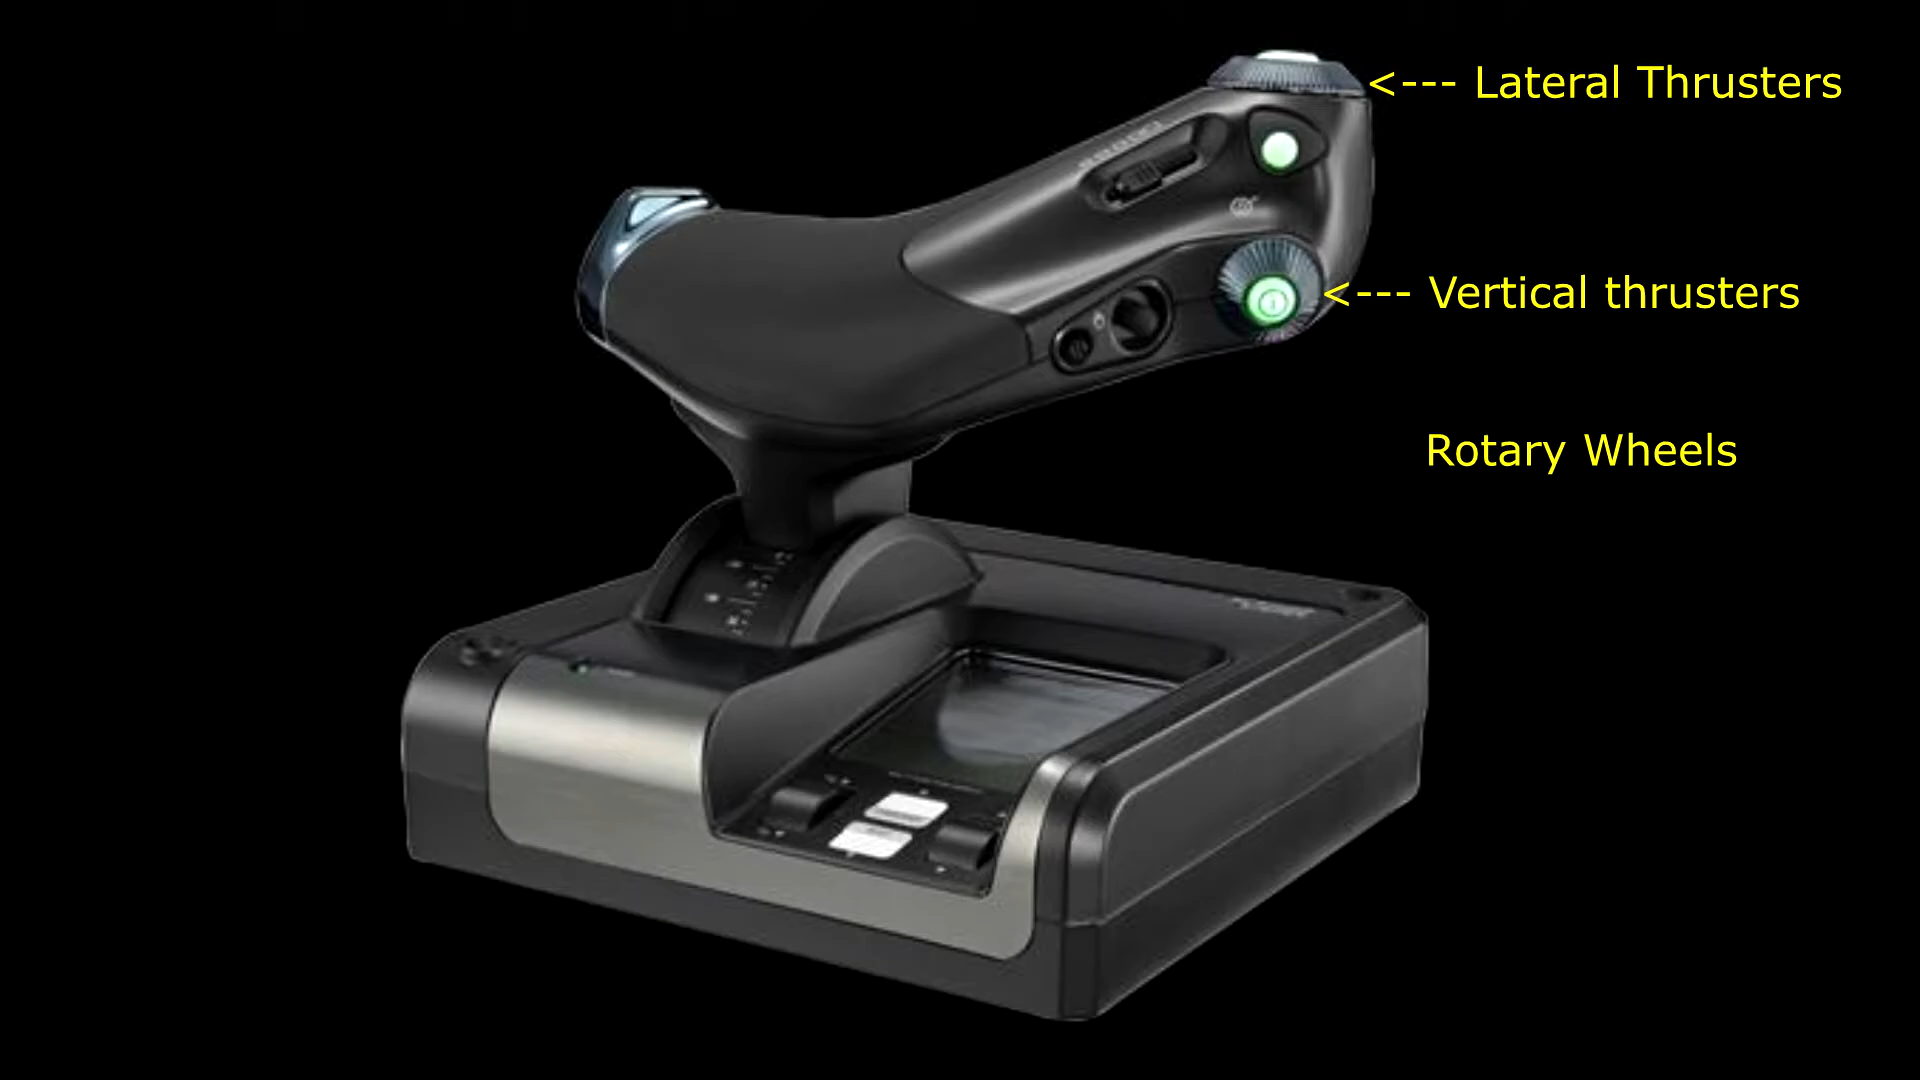 <--- Lateral Thrusters
<--- Vertical thrusters
Rotary Wheels